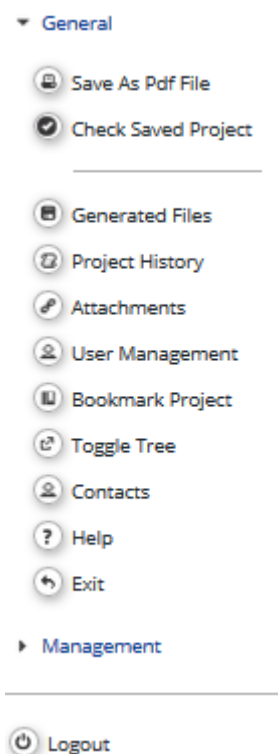 General
Save As Pdf File
Check Saved Project
Generated Files
Project History
Attachments
User Management
Bookmark Project
Toggle Tree
Contacts
? Help
Exit
Management
Logout